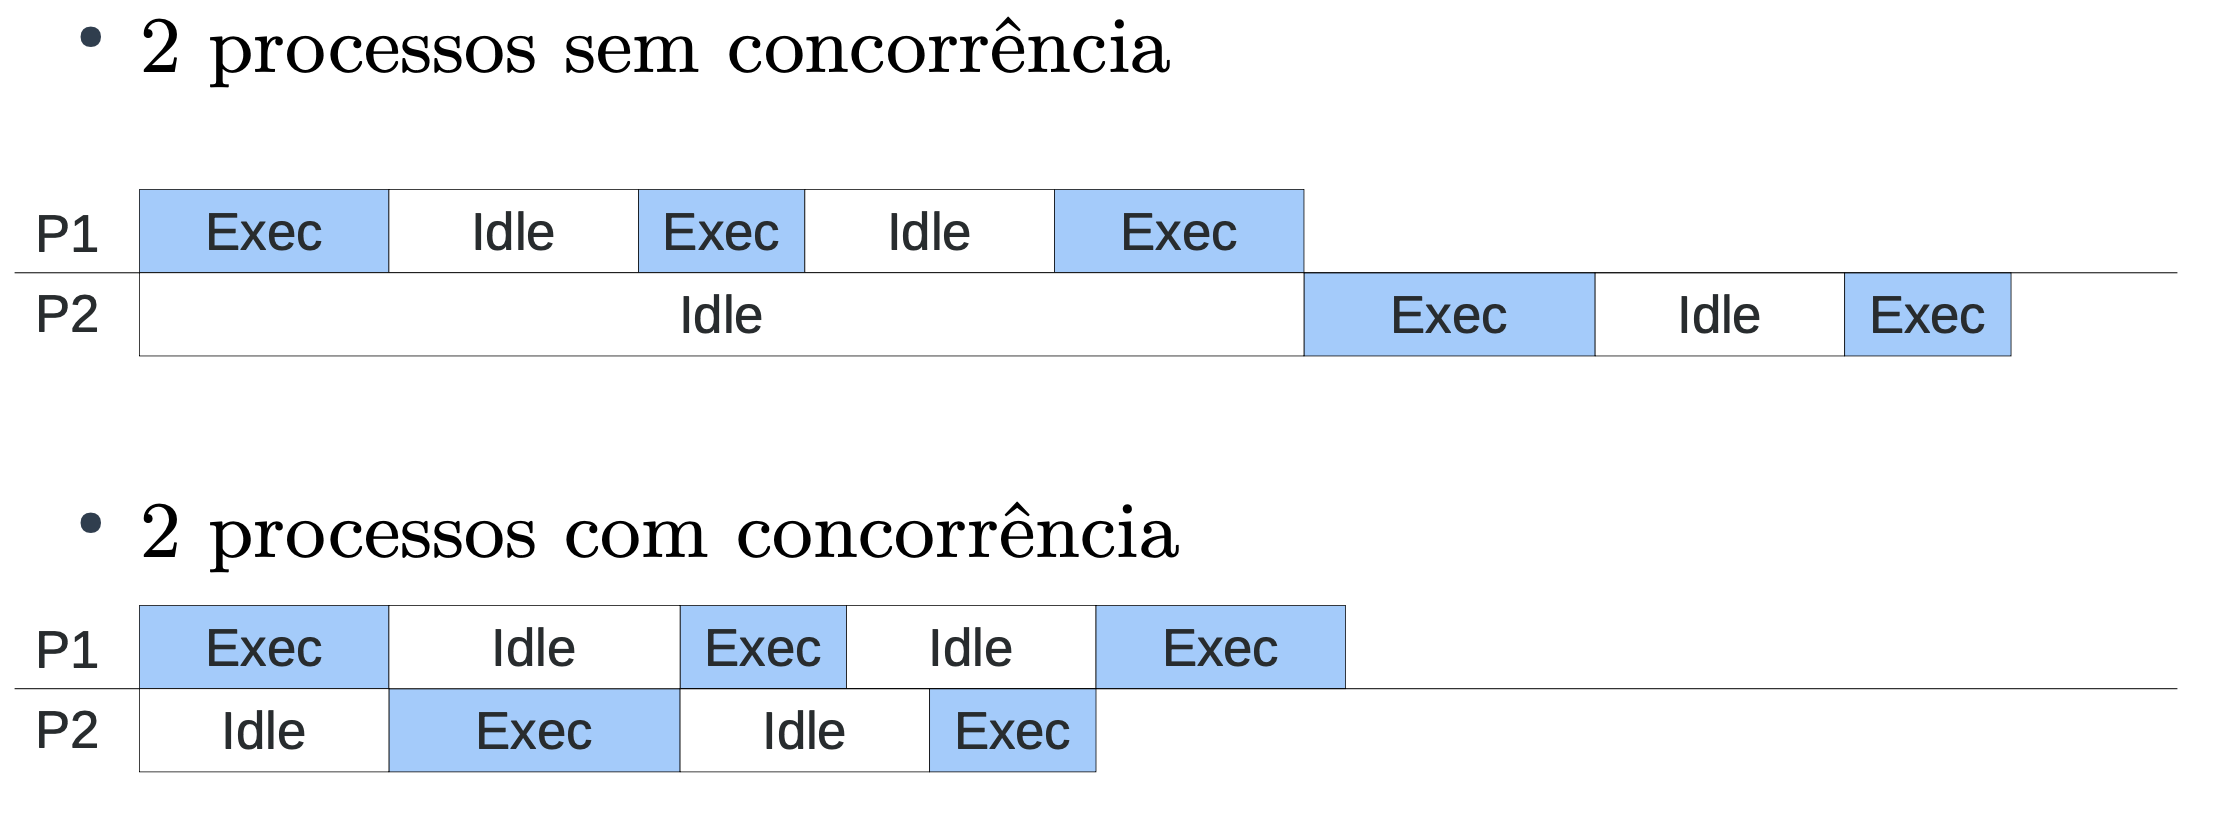 • 2 processos sem concorrência
P1 Exec Idle Exec Idle Exec
P2 Idle Exec Idle Exec
• 2 processos com concorrência
P1 Exec Idle Exec Idle Exec
P2 Idle Exec Idle Exec